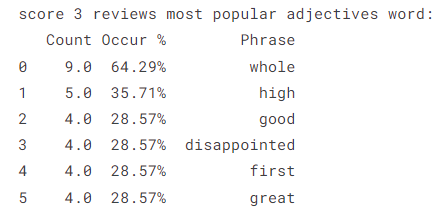 score 3 reviews most popular adjectives word:
Count Occur % Phrase
0 9.0 64.29% whole
1 5.0 35.71% high
2 4.0 28.57% good
3 4.0 28.57% disappointed
4 4.0 28.57% first
5 4.0 28.57% great